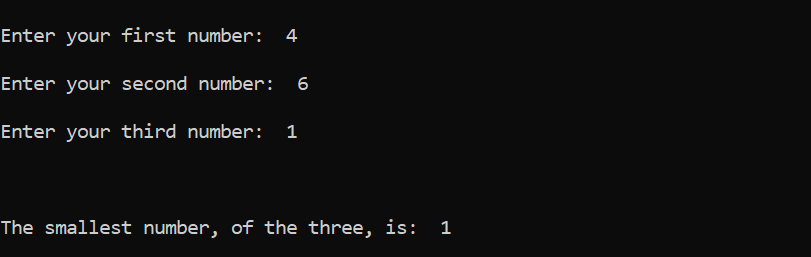 Enter your first number:  4
Enter your second number:  6
Enter your third number:  1
The smallest number, of the three, is:  1